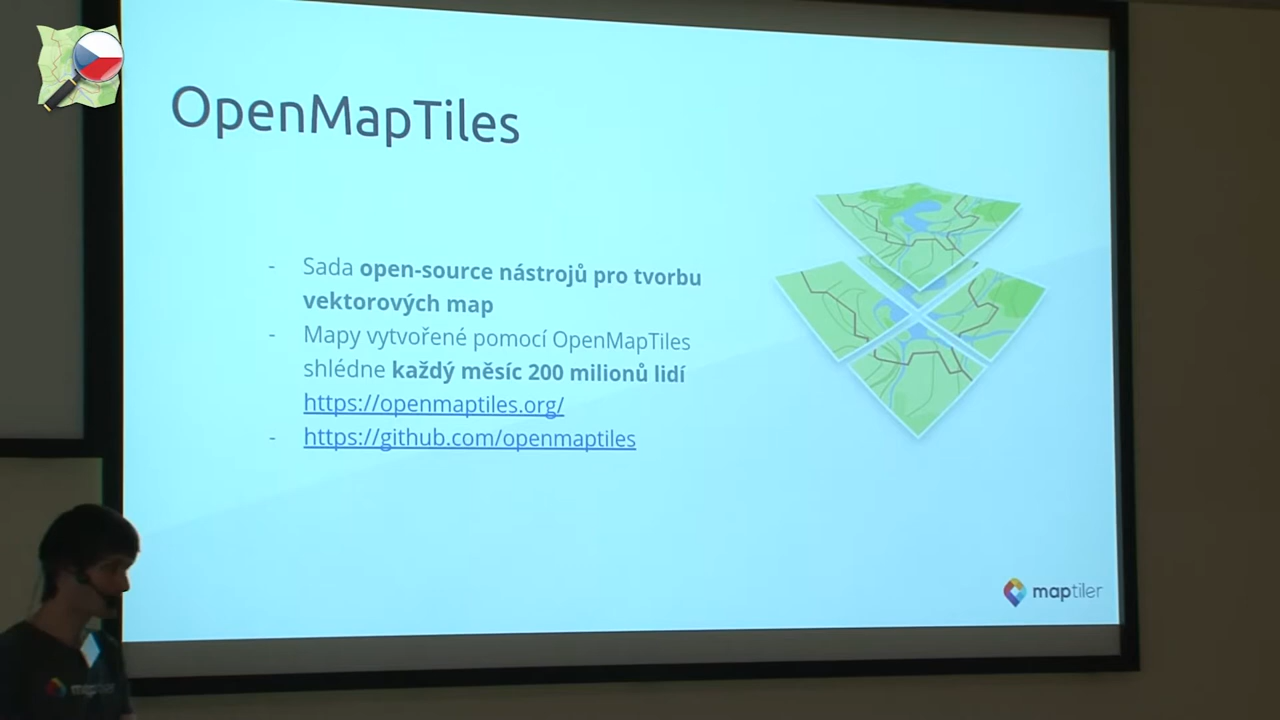 OpenMapTiles
- Sada open-source nástrojů pro tvorbu
vektorových map
- Mapy vytvořené pomocí OpenMapTiles
shlédne každý měsíc 200 milionů lidí
https://openmaptiles.org/
- https://github.com/openmaptiles
maptiler